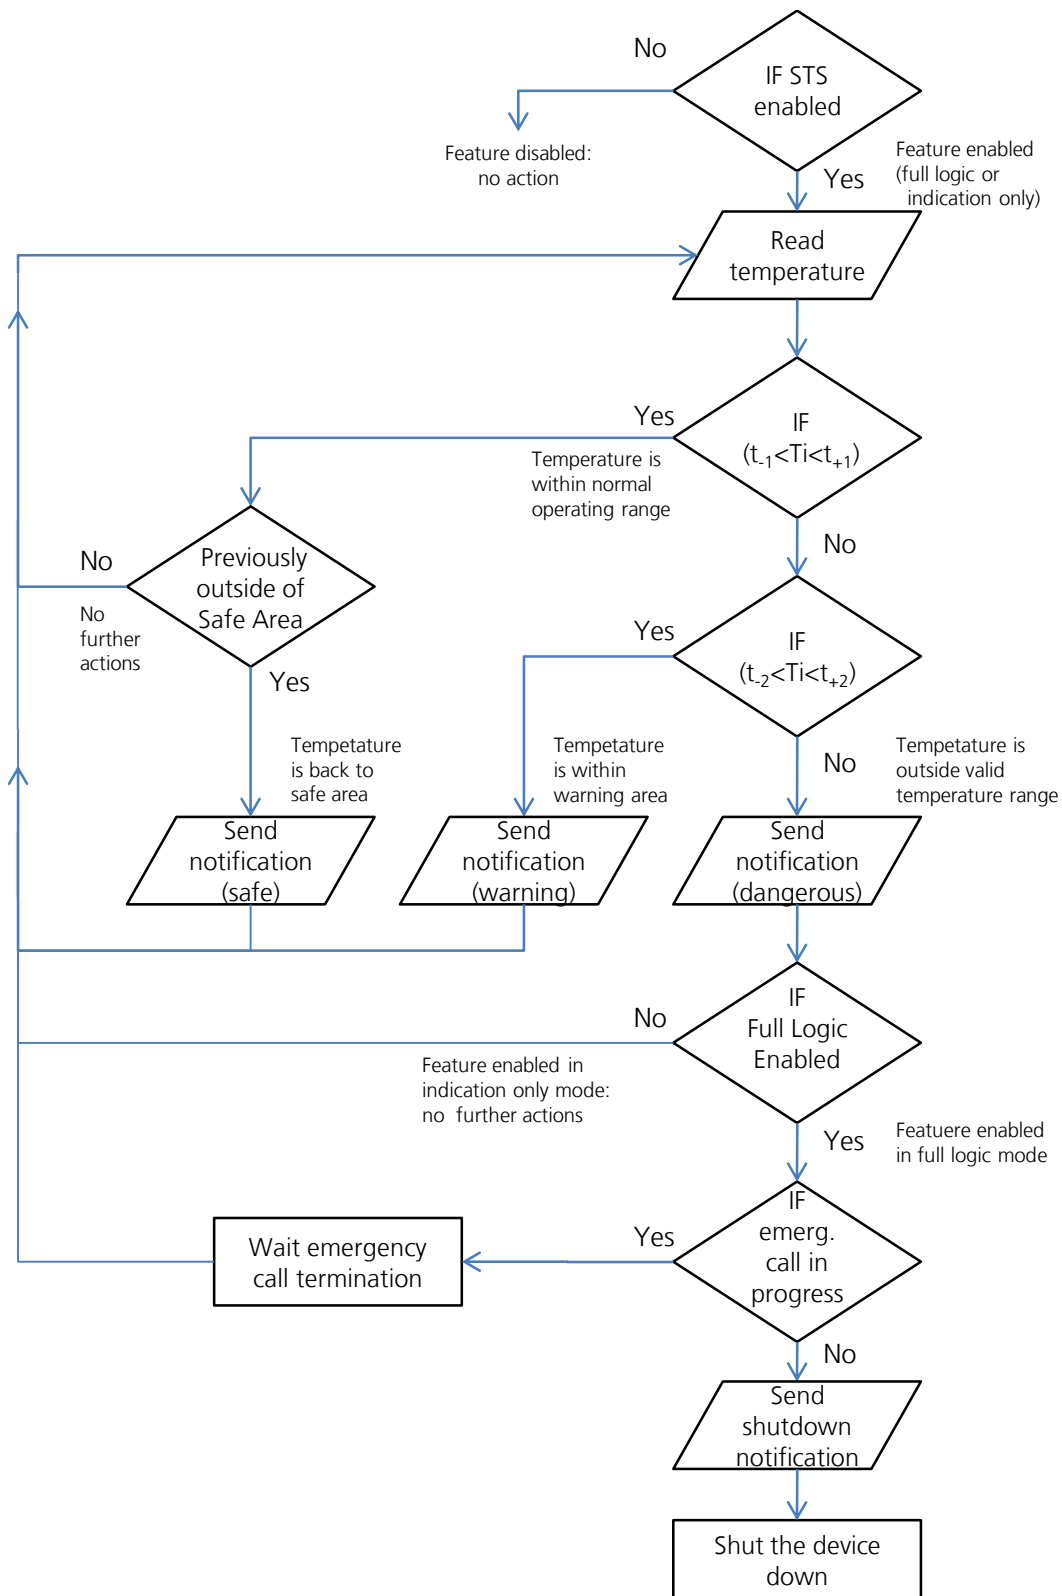 No
IF STS
enabled
Feature disabled:
no action
Yes
Feature enabled
(full logic or
indication only)
Read
temperature
Yes
IF
(t-1<Ti<t+1)
Temperature is
within normal
operating range
No
No
Previously
outside of
Safe Area
No
further
actions
Yes
Yes
IF
(t-2<Ti<t+2)
Tempetature
is back to
safe area
Tempetature
is within
warning area
No
Tempetature is
outside valid
temperature range
Send
notification
(safe)
Send
notification
(warning)
Send
notification
(dangerous)
No
IF
Full Logic
Enabled
Feature enabled in
indication only mode:
no further actions
Yes
Featuere enabled
in full logic mode
Wait emergency
call termination
Yes
IF
emerg.
call in
progress
No
Send
shutdown
notification
Shut the device
down